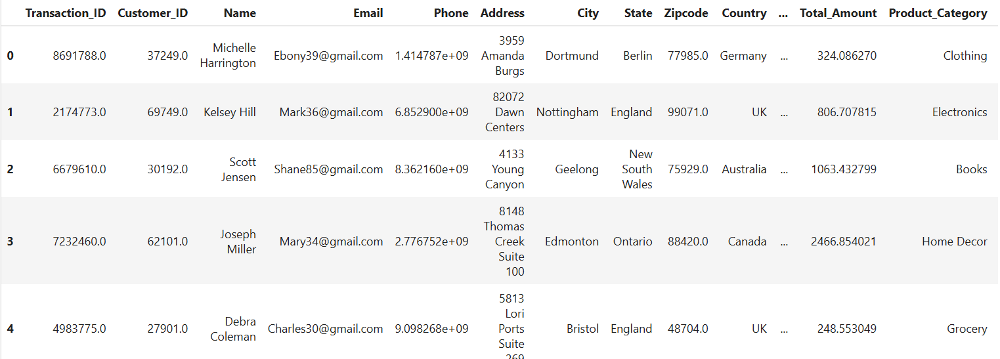 Transaction_ID Customer_ID Name Email Phone Address City State Zipcode Country ... Total_Amount Product_Category
0 8691788.0 37249.0 Michelle Harrington Ebony39@gmail.com 1.414787e+09 3959 Amanda Burgs Dortmund Berlin 77985.0 Germany ... 324.086270 Clothing
1 2174773.0 69749.0 Kelsey Hill Mark36@gmail.com 6.852900e+09 82072 Dawn Centers Nottingham England 99071.0 UK ... 806.707815 Electronics
2 6679610.0 30192.0 Scott Jensen Shane85@gmail.com 8.362160e+09 4133 Young Canyon Geelong New South Wales 75929.0 Australia ... 1063.432799 Books
3 7232460.0 62101.0 Joseph Miller Mary34@gmail.com 2.776752e+09 8148 Thomas Creek Suite 100 Edmonton Ontario 88420.0 Canada ... 2466.854021 Home Decor
4 4983775.0 27901.0 Debra Coleman Charles30@gmail.com 9.098268e+09 5813 Lori Ports Suite 269 Bristol England 48704.0 UK ... 248.553049 Grocery